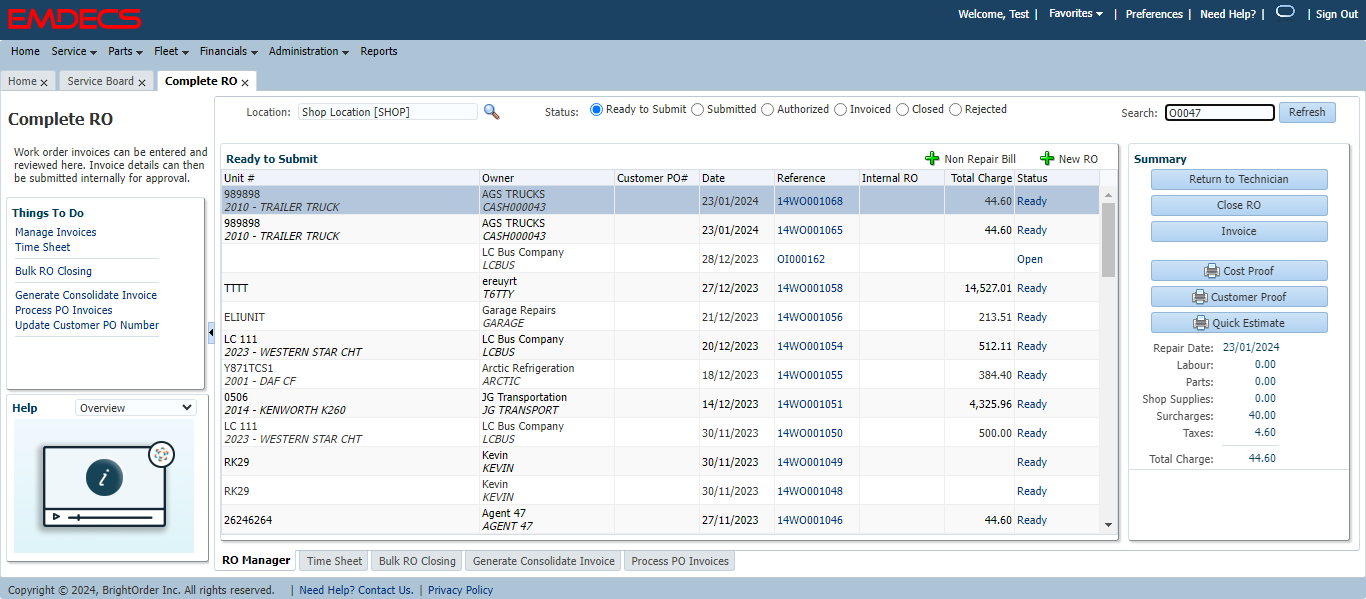 EMDECS
Welcome, Test | Favorites | Preferences | Need Help? | | Sign Out
Home Service Parts Fleet Financials Administration Reports
Home x Service Board x Complete RO x
Complete RO
Work order invoices can be entered and
reviewed here. Invoice details can then
be submitted internally for approval.
Things To Do
Manage Invoices
Time Sheet
Bulk RO Closing
Generate Consolidate Invoice
Process PO Invoices
Update Customer PO Number
Help Overview
i
Location: Shop Location [SHOP] Status: Ready to Submit Submitted Authorized Invoiced Closed Rejected Search: O0047 Refresh
Ready to Submit Non Repair Bill New RO
Unit # Owner Customer PO# Date Reference Internal RO Total Charge Status
989898 AGS TRUCKS 23/01/2024 14WO001068 44.60 Ready
2010 - TRAILER TRUCK CASH000043
989898 AGS TRUCKS 23/01/2024 14WO001065 44.60 Ready
2010 - TRAILER TRUCK CASH000043
LC Bus Company 28/12/2023 OI000162 Open
LCBUS
TTTT ereuyrt 27/12/2023 14WO001058 14,527.01 Ready
T6TTY
ELIUNIT Garage Repairs 21/12/2023 14WO001056 213.51 Ready
GARAGE
LC 111 LC Bus Company 20/12/2023 14WO001054 512.11 Ready
2023 - WESTERN STAR CHT LCBUS
Y871TCS1 Arctic Refrigeration 18/12/2023 14WO001055 384.40 Ready
2001 - DAF CF ARCTIC
0506 JG Transportation 14/12/2023 14WO001051 4,325.96 Ready
2014 - KENWORTH K260 JG TRANSPORT
LC 111 LC Bus Company 30/11/2023 14WO001050 500.00 Ready
2023 - WESTERN STAR CHT LCBUS
RK29 Kevin 30/11/2023 14WO001049 Ready
KEVIN
RK29 Kevin 30/11/2023 14WO001048 Ready
KEVIN
26246264 Agent 47 27/11/2023 14WO001046 44.60 Ready
AGENT 47
Summary
Return to Technician
Close RO
Invoice
Cost Proof
Customer Proof
Quick Estimate
Repair Date: 23/01/2024
Labour: 0.00
Parts: 0.00
Shop Supplies: 0.00
Surcharges: 40.00
Taxes: 4.60
Total Charge: 44.60
RO Manager Time Sheet Bulk RO Closing Generate Consolidate Invoice Process PO Invoices
Copyright © 2024, BrightOrder Inc. All rights reserved. | Need Help? Contact Us. | Privacy Policy